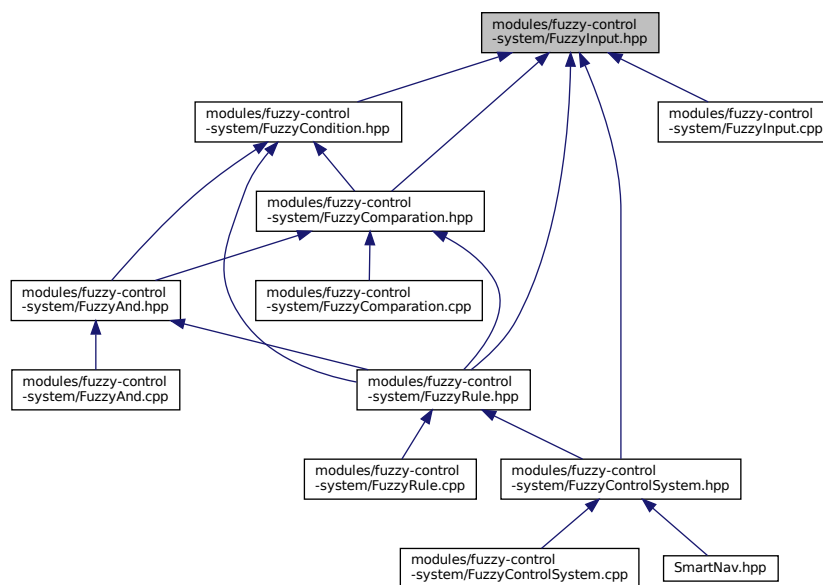 modules/fuzzy-control
-system/FuzzyInput.hpp
modules/fuzzy-control
-system/FuzzyCondition.hpp
modules/fuzzy-control
-system/FuzzyInput.cpp
modules/fuzzy-control
-system/FuzzyComparation.hpp
modules/fuzzy-control
-system/FuzzyAnd.hpp
modules/fuzzy-control
-system/FuzzyComparation.cpp
modules/fuzzy-control
-system/FuzzyAnd.cpp
modules/fuzzy-control
-system/FuzzyRule.hpp
modules/fuzzy-control
-system/FuzzyRule.cpp
modules/fuzzy-control
-system/FuzzyControlSystem.hpp
modules/fuzzy-control
-system/FuzzyControlSystem.cpp
SmartNav.hpp